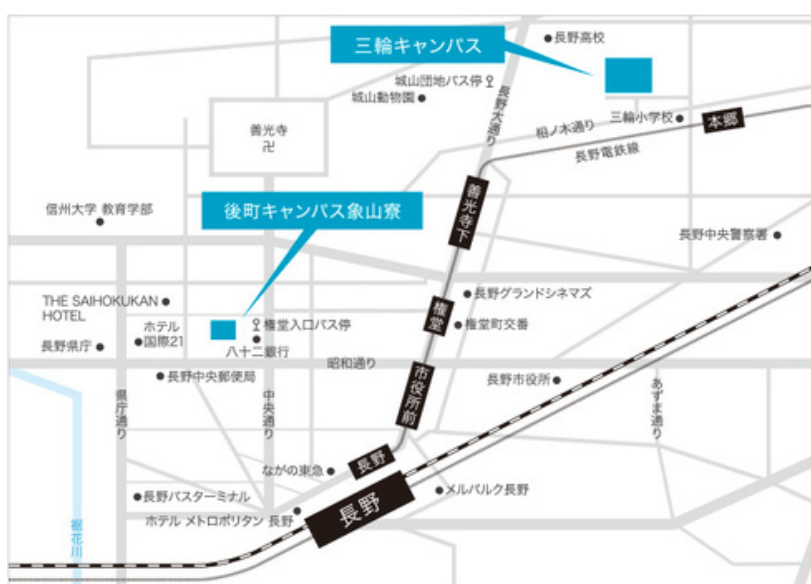 三輪キャンパス
長野高校
城山団地バス停
城山動物園
長野大通り
三輪小学校
本郷
相ノ木通り
長野電鉄線
善光寺
卍
善光寺下
信州大学 教育学部
後町キャンパス象山寮
長野中央警察署
THE SAIHOKUKAN
HOTEL
長野グランドシネマズ
権堂
権堂町交番
ホテル
国際21
権堂入口バス停
八十二銀行
長野県庁
昭和通り
長野中央郵便局
市役所前
長野市役所
県庁通り
中央通り
あずま通り
ながの東急
長野
長野バスターミナル
メルパルク長野
長野
ホテル メトロポリタン 長野
裾花川